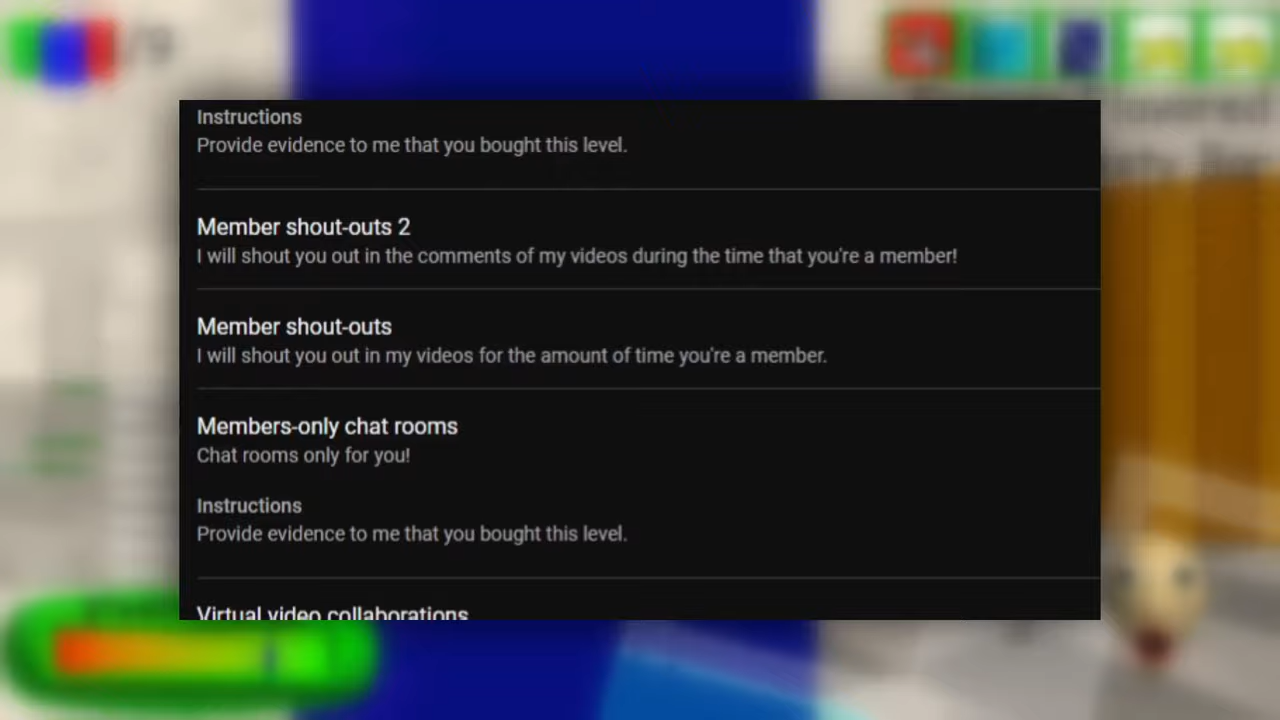 Instructions
Provide evidence to me that you bought this level.
Member shout-outs 2
I will shout you out in the comments of my videos during the time that you're a member!
Member shout-outs
I will shout you out in my videos for the amount of time you're a member.
Members-only chat rooms
Chat rooms only for you!
Instructions
Provide evidence to me that you bought this level.
Virtual video collaborations